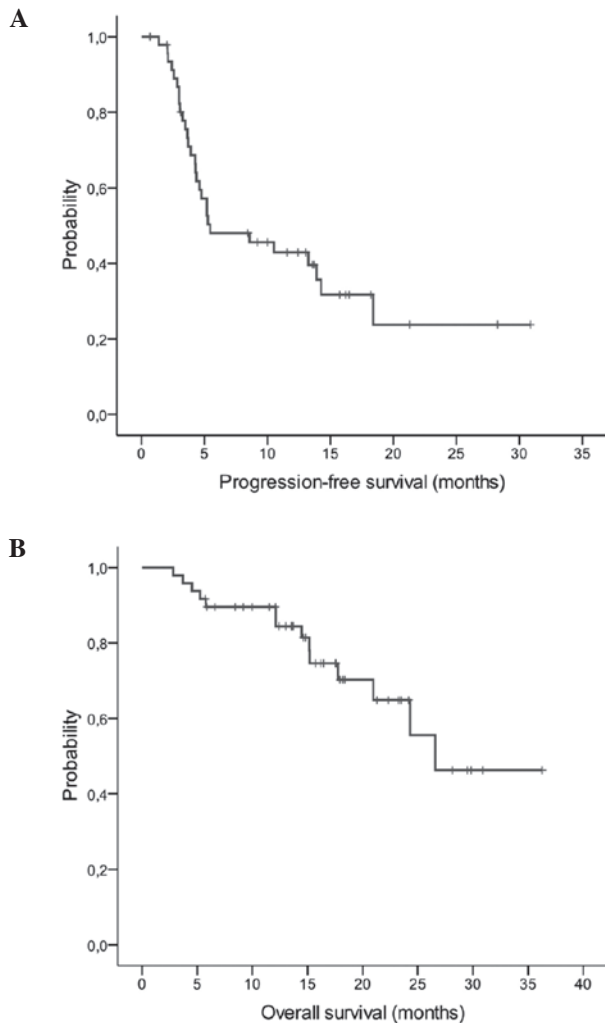 A
1,0
0,8
0,6
0,4
0,2
0,0
Probability
0 5 10 15 20 25 30 35
Progression-free survival (months)
B
1,0
0,8
0,6
0,4
0,2
0,0
Probability
0 5 10 15 20 25 30 35 40
Overall survival (months)